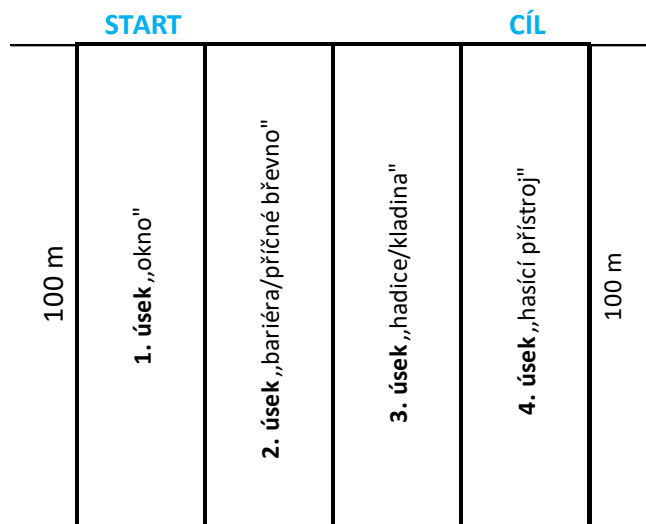 START
CÍL
100 m
1. úsek ,,okno"
2. úsek ,,bariéra/příčné břevno"
3. úsek ,,hadice/kladina"
4. úsek ,,hasící přístroj"
100 m